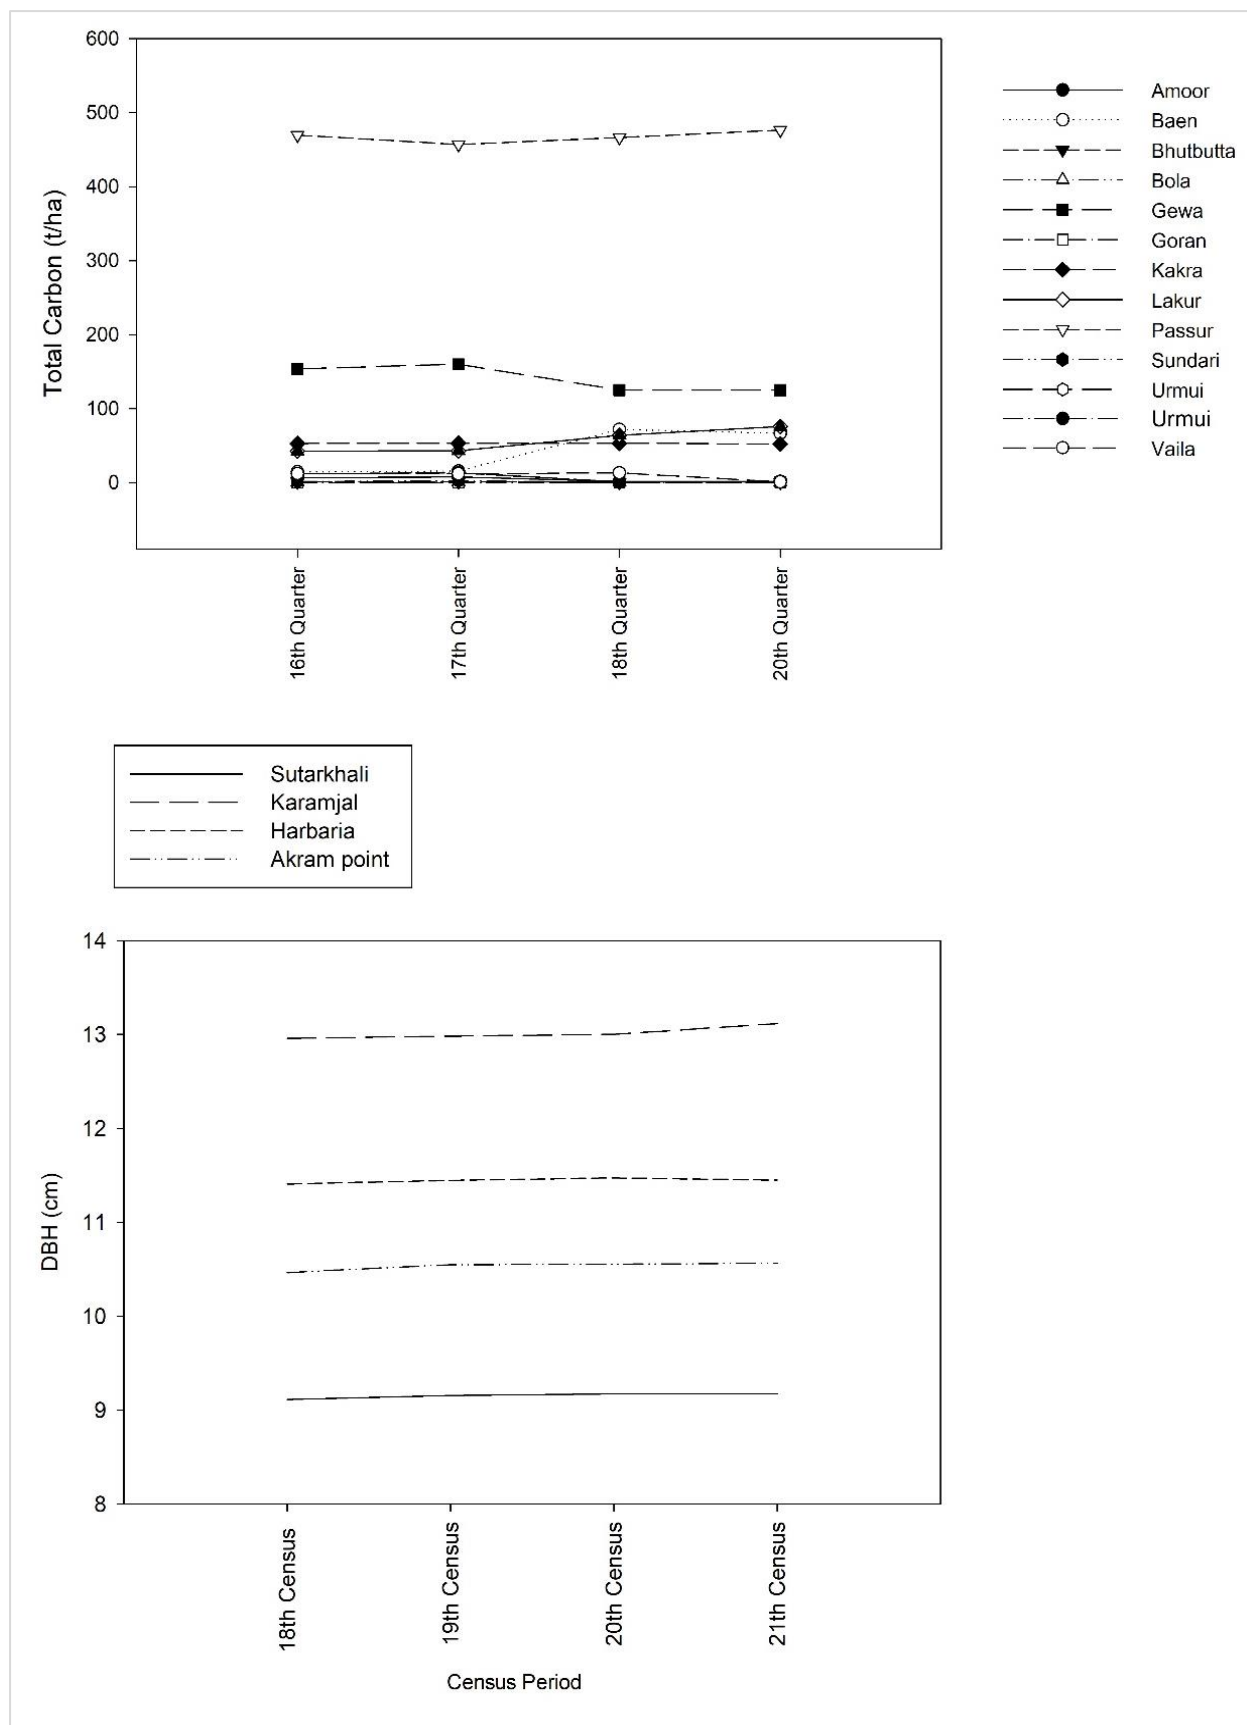 600
500
400
300
200
100
0
Total Carbon (t/ha)
16th Quarter
17th Quarter
18th Quarter
20th Quarter
Amoor
Baen
Bhutbutta
Bola
Gewa
Goran
Kakra
Lakur
Passur
Sundari
Urmui
Urmui
Vaila
Sutarkhali
Karamjal
Harbaria
Akram point
14
13
12
11
10
9
8
DBH (cm)
18th Census
19th Census
20th Census
21th Census
Census Period